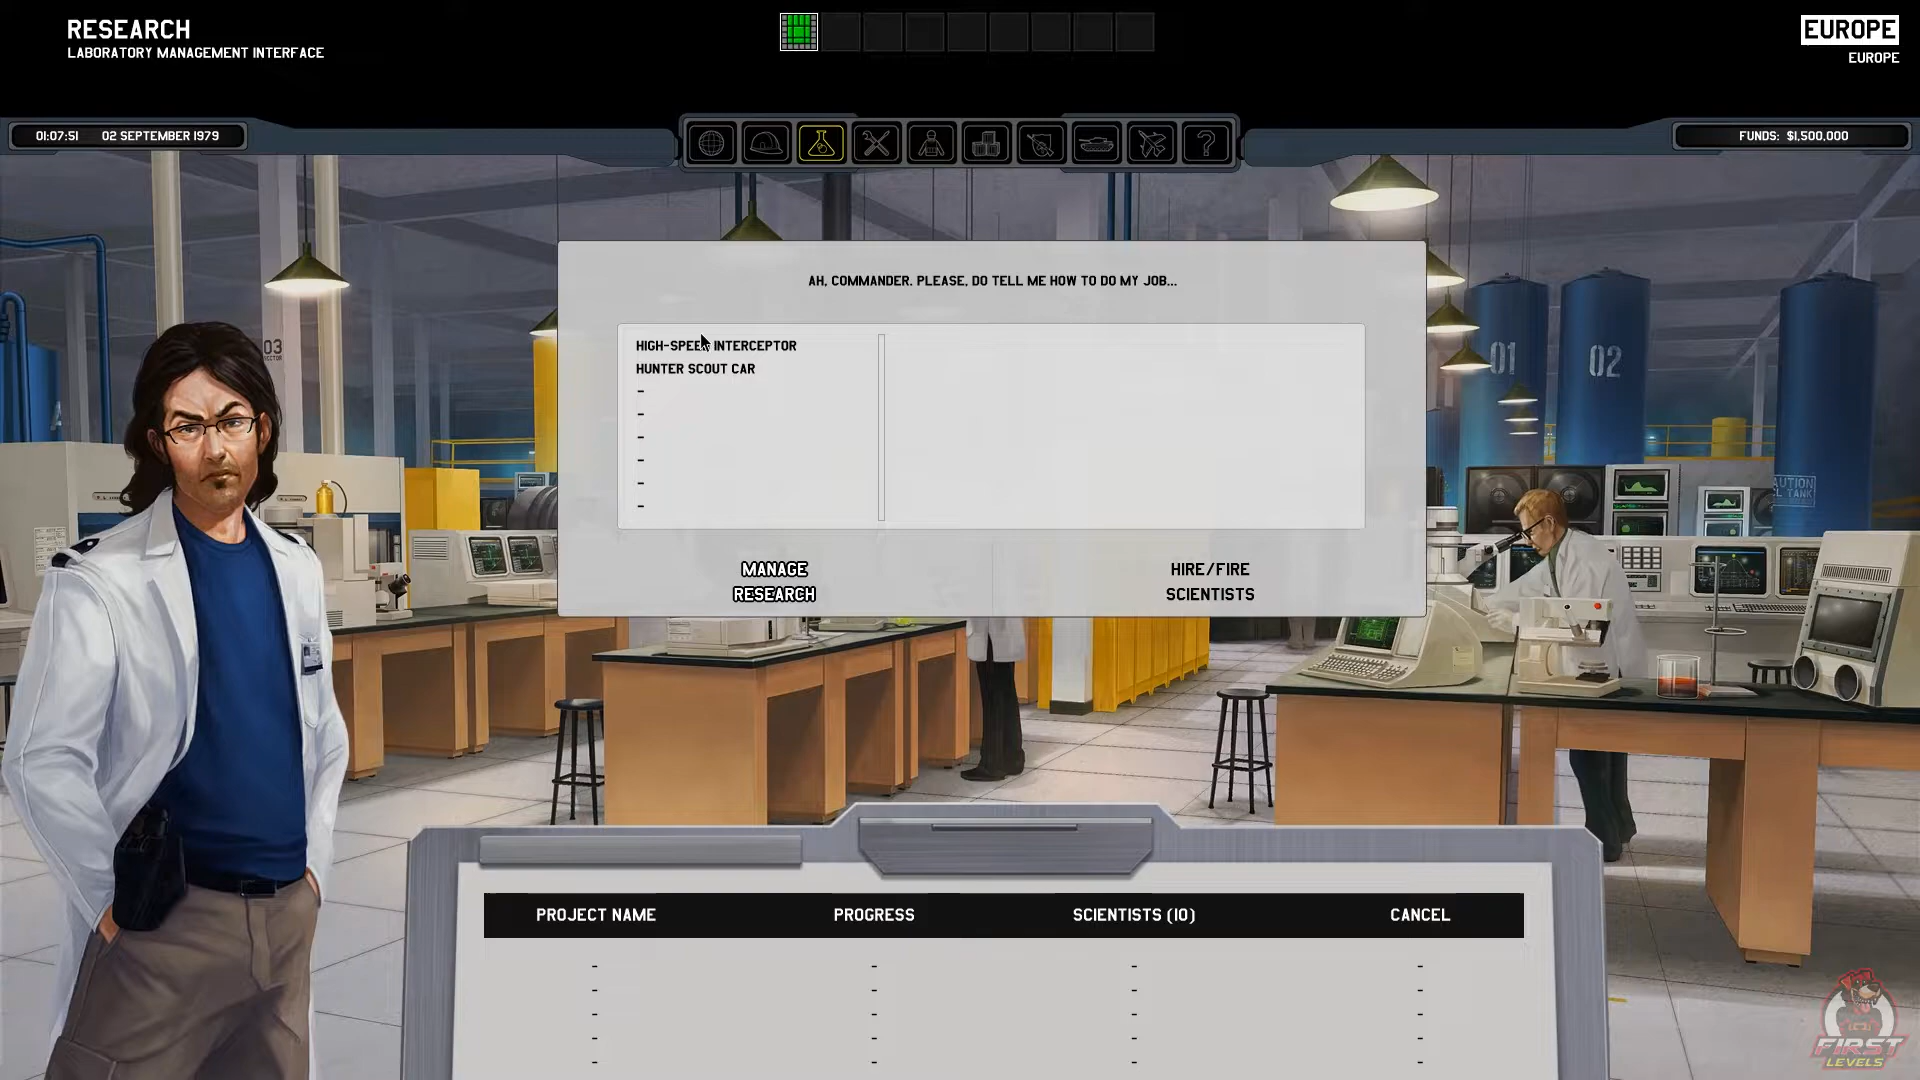 RESEARCH
LABORATORY MANAGEMENT INTERFACE
EUROPE
EUROPE
01:07:51 02 SEPTEMBER 1979
FUNDS: $1,500,000
AH, COMMANDER. PLEASE, DO TELL ME HOW TO DO MY JOB...
HIGH-SPEED INTERCEPTOR
HUNTER SCOUT CAR
-
-
-
-
-
-
MANAGE
RESEARCH
HIRE/FIRE
SCIENTISTS
03
01
02
PROJECT NAME PROGRESS SCIENTISTS (10) CANCEL
- - - -
- - - -
- - - -
- - - -
- - - -
FIRST
LEVELS